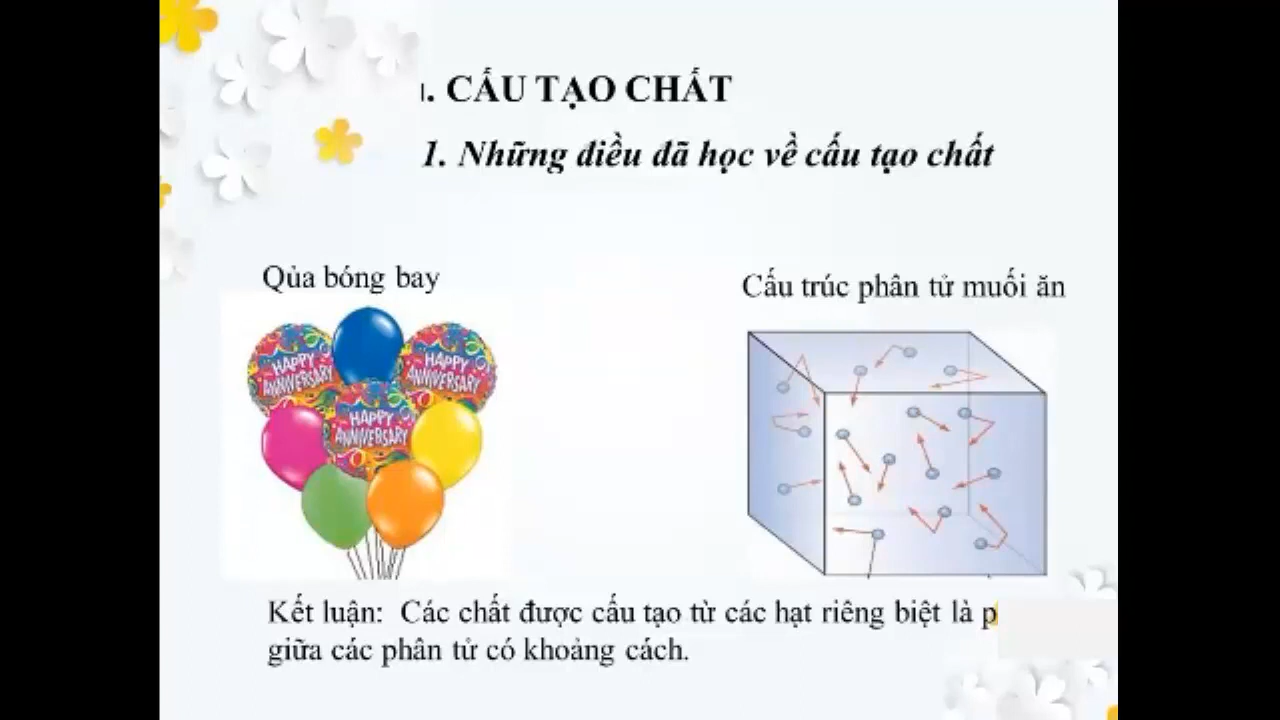 I. CẤU TẠO CHẤT
1. Những điều đã học về cấu tạo chất
Qủa bóng bay
Cấu trúc phân tử muối ăn
HAPPY ANNIVERSARY
HAPPY ANNIVERSARY
HAPPY ANNIVERSARY
Kết luận: Các chất được cấu tạo từ các hạt riêng biệt là
giữa các phân tử có khoảng cách.